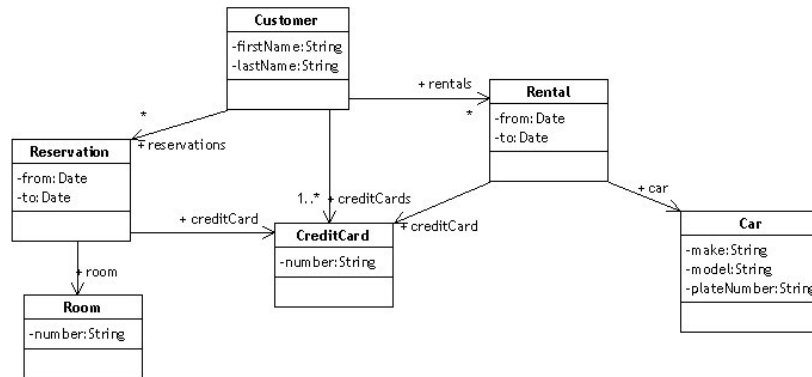 Customer
-firstName:String
-lastName:String
+ rentals
*
Rental
-from: Date
-to: Date
*
+ reservations
Reservation
-from: Date
-to: Date
+ creditCard
1..*
+ creditCards
+ creditCard
CreditCard
-number:String
+ car
Car
-make:String
-model:String
-plateNumber:String
+ room
Room
-number:String